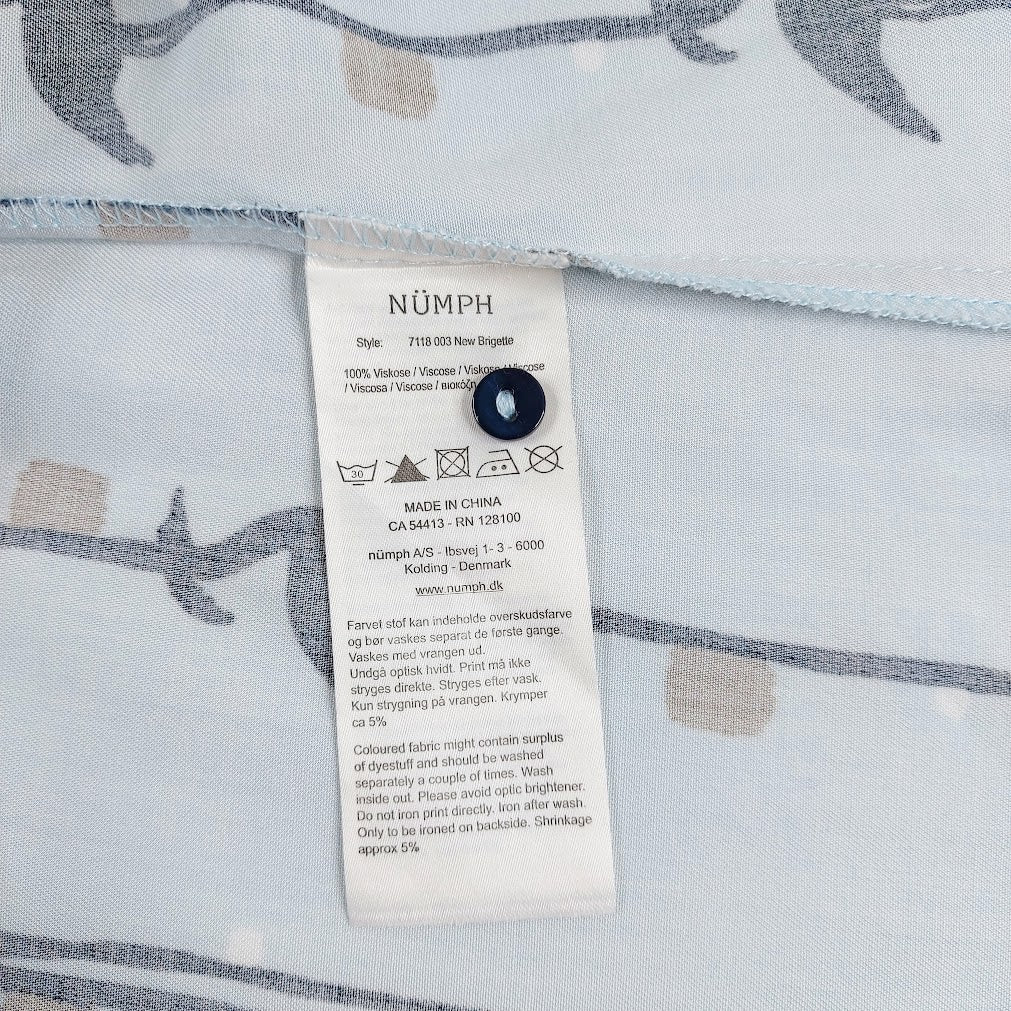 NÜMPH
Style: 7118 003 New Brigette
100% Viskose / Viscose / Viskose / Viscose
/ Viscosa / Viscose / βιοκόζη
30
MADE IN CHINA
CA 54413 - RN 128100
nümph A/S - Ibsvej 1- 3 - 6000
Kolding - Denmark
www.numph.dk
Farvet stof kan indeholde overskudsfarve
og bør vaskes separat de første gange.
Vaskes med vrangen ud.
Undgå optisk hvidt. Print må ikke
stryges direkte. Stryges efter vask.
Kun strygning på vrangen. Krymper
ca 5%
Coloured fabric might contain surplus
of dyestuff and should be washed
separately a couple of times. Wash
inside out. Please avoid optic brightener.
Do not iron print directly. Iron after wash.
Only to be ironed on backside. Shrinkage
approx 5%